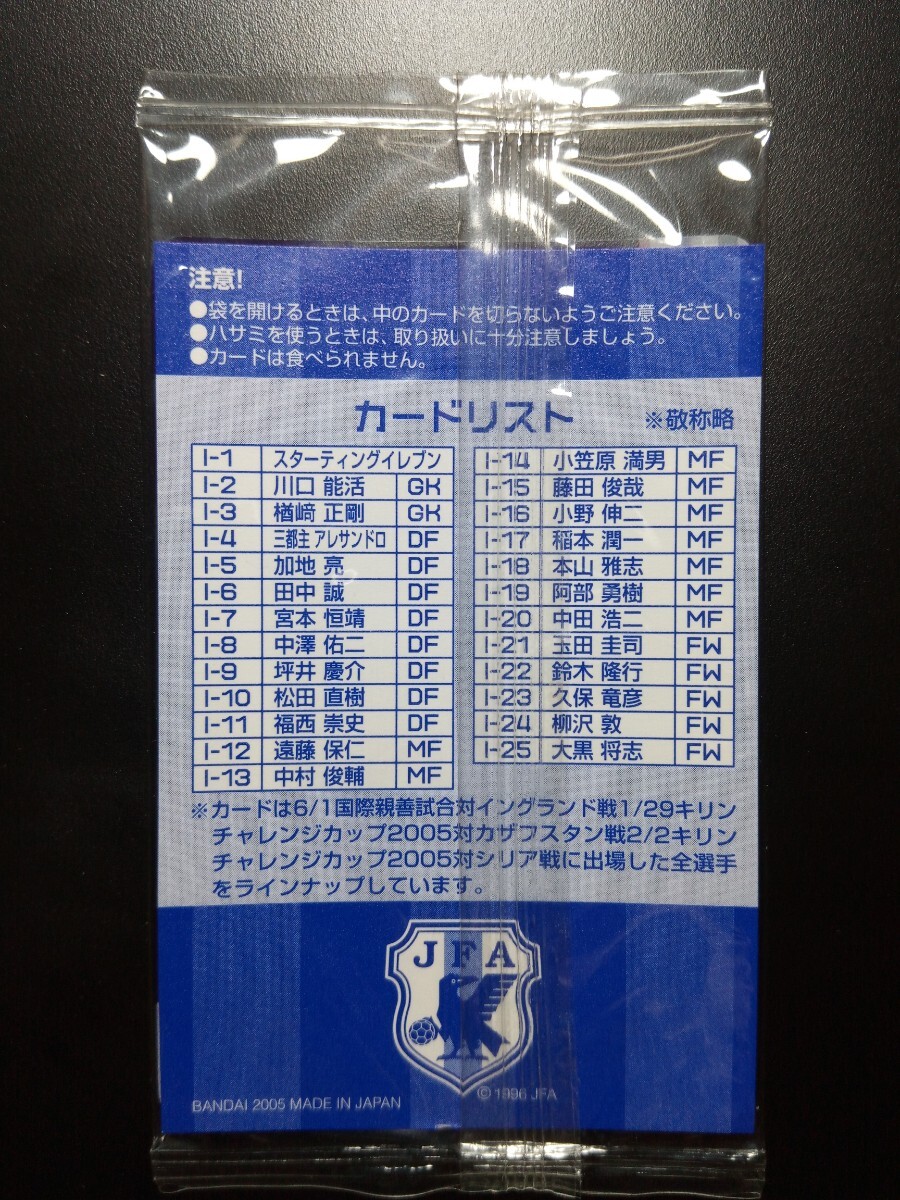 注意!
●袋を開けるときは、中のカードを切らないようご注意ください。
●ハサミを使うときは、取り扱いに十分注意しましょう。
●カードは食べられません。
カードリスト ※敬称略
I-1 スターティングイレブン
I-2 川口 能活 GK
I-3 楢﨑 正剛 GK
I-4 三都主 アレサンドロ DF
I-5 加地 亮 DF
I-6 田中 誠 DF
I-7 宮本 恒靖 DF
I-8 中澤 佑二 DF
I-9 坪井 慶介 DF
I-10 松田 直樹 DF
I-11 福西 崇史 DF
I-12 遠藤 保仁 MF
I-13 中村 俊輔 MF
I-14 小笠原 満男 MF
I-15 藤田 俊哉 MF
I-16 小野 伸二 MF
I-17 稲本 潤一 MF
I-18 本山 雅志 MF
I-19 阿部 勇樹 MF
I-20 中田 浩二 MF
I-21 玉田 圭司 FW
I-22 鈴木 隆行 FW
I-23 久保 竜彦 FW
I-24 柳沢 敦 FW
I-25 大黒 将志 FW
※カードは6/1国際親善試合対イングランド戦1/29キリン
チャレンジカップ2005対カザフスタン戦2/2キリン
チャレンジカップ2005対シリア戦に出場した全選手
をラインナップしています。
JFA
BANDAI 2005 MADE IN JAPAN
©1996 JFA